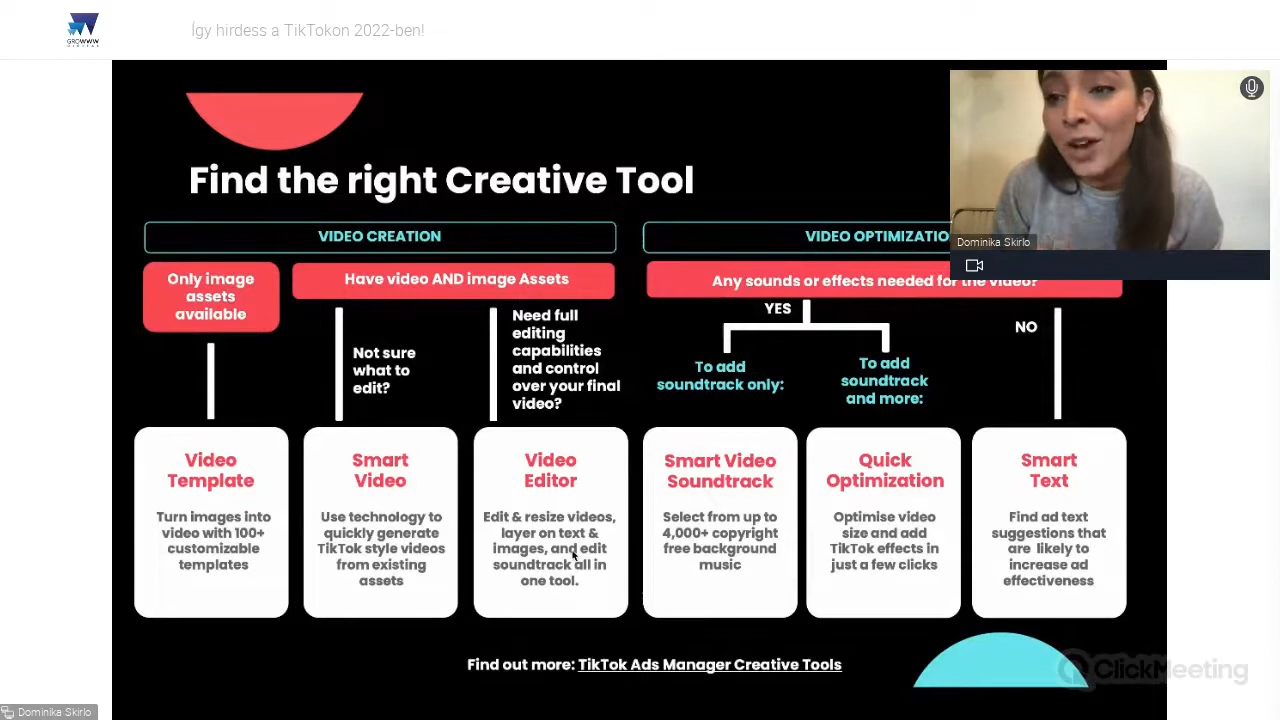 GROWWW
DIGITAL
Így hirdess a TikTokon 2022-ben!
Find the right Creative Tool
VIDEO CREATION
VIDEO OPTIMIZATIO
Dominika Skirlo
Only image
assets
available
Have video AND image Assets
Any sounds or effects needed for the video?
Not sure
what to
edit?
Need full
editing
capabilities
and control
over your final
video?
YES
NO
To add
soundtrack only:
To add
soundtrack
and more:
Video
Template
Turn images into
video with 100+
customizable
templates
Smart
Video
Use technology to
quickly generate
TikTok style videos
from existing
assets
Video
Editor
Edit & resize videos,
layer on text &
images, and edit
soundtrack all in
one tool.
Smart Video
Soundtrack
Select from up to
4,000+ copyright
free background
music
Quick
Optimization
Optimise video
size and add
TikTok effects in
just a few clicks
Smart
Text
Find ad text
suggestions that
are likely to
increase ad
effectiveness
Find out more: TikTok Ads Manager Creative Tools
ClickMeeting
Dominika Skirlo